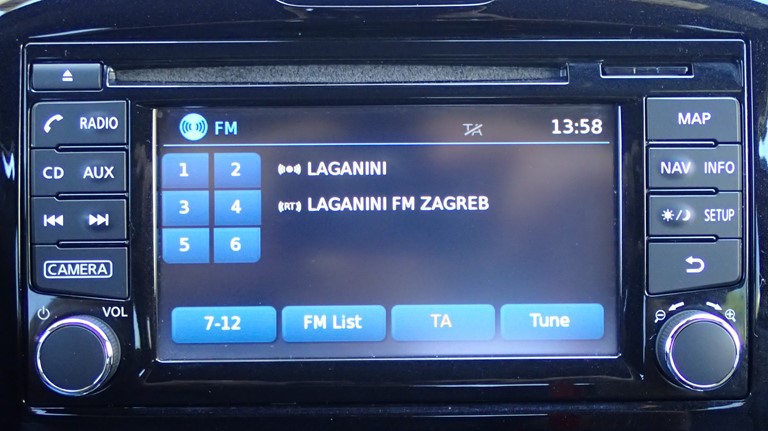 FM TA 13:58
RADIO
MAP
1 2
LAGANINI
CD AUX
NAV INFO
3 4
RT LAGANINI FM ZAGREB
SETUP
5 6
CAMERA
VOL
7-12 FM List TA Tune